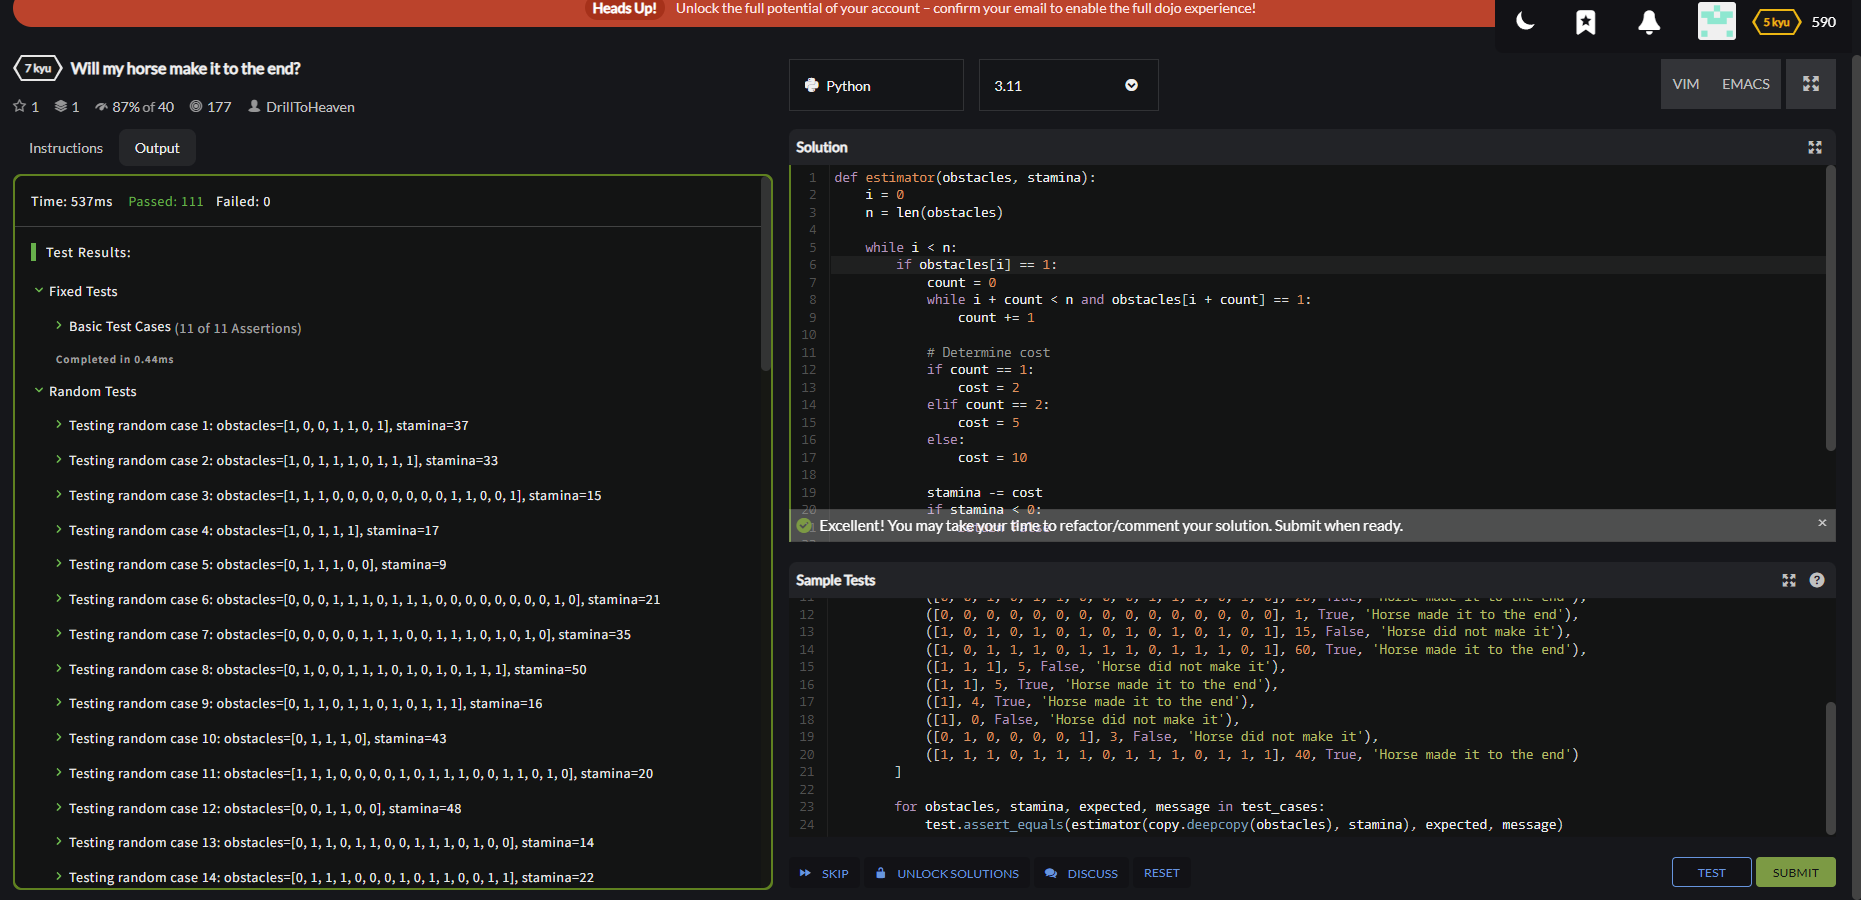 Heads Up! Unlock the full potential of your account – confirm your email to enable the full dojo experience!
5 kyu 590
7 kyu Will my horse make it to the end?
1 1 87% of 40 177 DrillToHeaven
Instructions Output
Time: 537ms Passed: 111 Failed: 0
Test Results:
Fixed Tests
Basic Test Cases (11 of 11 Assertions)
Completed in 0.44ms
Random Tests
Testing random case 1: obstacles=[1, 0, 0, 1, 1, 0, 1], stamina=37
Testing random case 2: obstacles=[1, 0, 1, 1, 1, 0, 1, 1, 1], stamina=33
Testing random case 3: obstacles=[1, 1, 1, 0, 0, 0, 0, 0, 0, 0, 0, 1, 1, 0, 0, 1], stamina=15
Testing random case 4: obstacles=[1, 0, 1, 1, 1], stamina=17
Testing random case 5: obstacles=[0, 1, 1, 1, 0, 0], stamina=9
Testing random case 6: obstacles=[0, 0, 0, 1, 1, 1, 0, 1, 1, 1, 0, 0, 0, 0, 0, 0, 0, 0, 1, 0], stamina=21
Testing random case 7: obstacles=[0, 0, 0, 0, 0, 1, 1, 1, 0, 0, 1, 1, 1, 0, 1, 0, 1, 0], stamina=35
Testing random case 8: obstacles=[0, 1, 0, 0, 1, 1, 1, 0, 1, 0, 1, 0, 1, 1, 1], stamina=50
Testing random case 9: obstacles=[0, 1, 1, 0, 1, 1, 0, 1, 0, 1, 1, 1], stamina=16
Testing random case 10: obstacles=[0, 1, 1, 1, 0], stamina=43
Testing random case 11: obstacles=[1, 1, 1, 0, 0, 0, 0, 1, 0, 1, 1, 1, 0, 0, 1, 1, 0, 1, 0], stamina=20
Testing random case 12: obstacles=[0, 0, 1, 1, 0, 0], stamina=48
Testing random case 13: obstacles=[0, 1, 1, 0, 1, 1, 0, 0, 1, 1, 1, 0, 1, 0, 0], stamina=14
Testing random case 14: obstacles=[0, 1, 1, 1, 0, 0, 0, 1, 0, 1, 1, 0, 0, 1, 1], stamina=22
Python 3.11 VIM EMACS
Solution
1 def estimator(obstacles, stamina):
2 i = 0
3 n = len(obstacles)
4
5 while i < n:
6 if obstacles[i] == 1:
7 count = 0
8 while i + count < n and obstacles[i + count] == 1:
9 count += 1
10
11 # Determine cost
12 if count == 1:
13 cost = 2
14 elif count == 2:
15 cost = 5
16 else:
17 cost = 10
18
19 stamina -= cost
20 if stamina < 0:
Excellent! You may take your time to refactor/comment your solution. Submit when ready.
Sample Tests
12 ([0, 0, 0, 0, 0, 0, 0, 0, 0, 0, 0, 0, 0, 0], 1, True, 'Horse made it to the end'),
13 ([1, 0, 1, 0, 1, 0, 1, 0, 1, 0, 1, 0, 1, 0, 1], 15, False, 'Horse did not make it'),
14 ([1, 0, 1, 1, 1, 0, 1, 1, 1, 0, 1, 1, 1, 0, 1], 60, True, 'Horse made it to the end'),
15 ([1, 1, 1], 5, False, 'Horse did not make it'),
16 ([1, 1], 5, True, 'Horse made it to the end'),
17 ([1], 4, True, 'Horse made it to the end'),
18 ([1], 0, False, 'Horse did not make it'),
19 ([0, 1, 0, 0, 0, 0, 1], 3, False, 'Horse did not make it'),
20 ([1, 1, 1, 0, 1, 1, 1, 0, 1, 1, 1, 0, 1, 1, 1], 40, True, 'Horse made it to the end')
21 ]
22
23 for obstacles, stamina, expected, message in test_cases:
24 test.assert_equals(estimator(copy.deepcopy(obstacles), stamina), expected, message)
SKIP UNLOCK SOLUTIONS DISCUSS RESET TEST SUBMIT